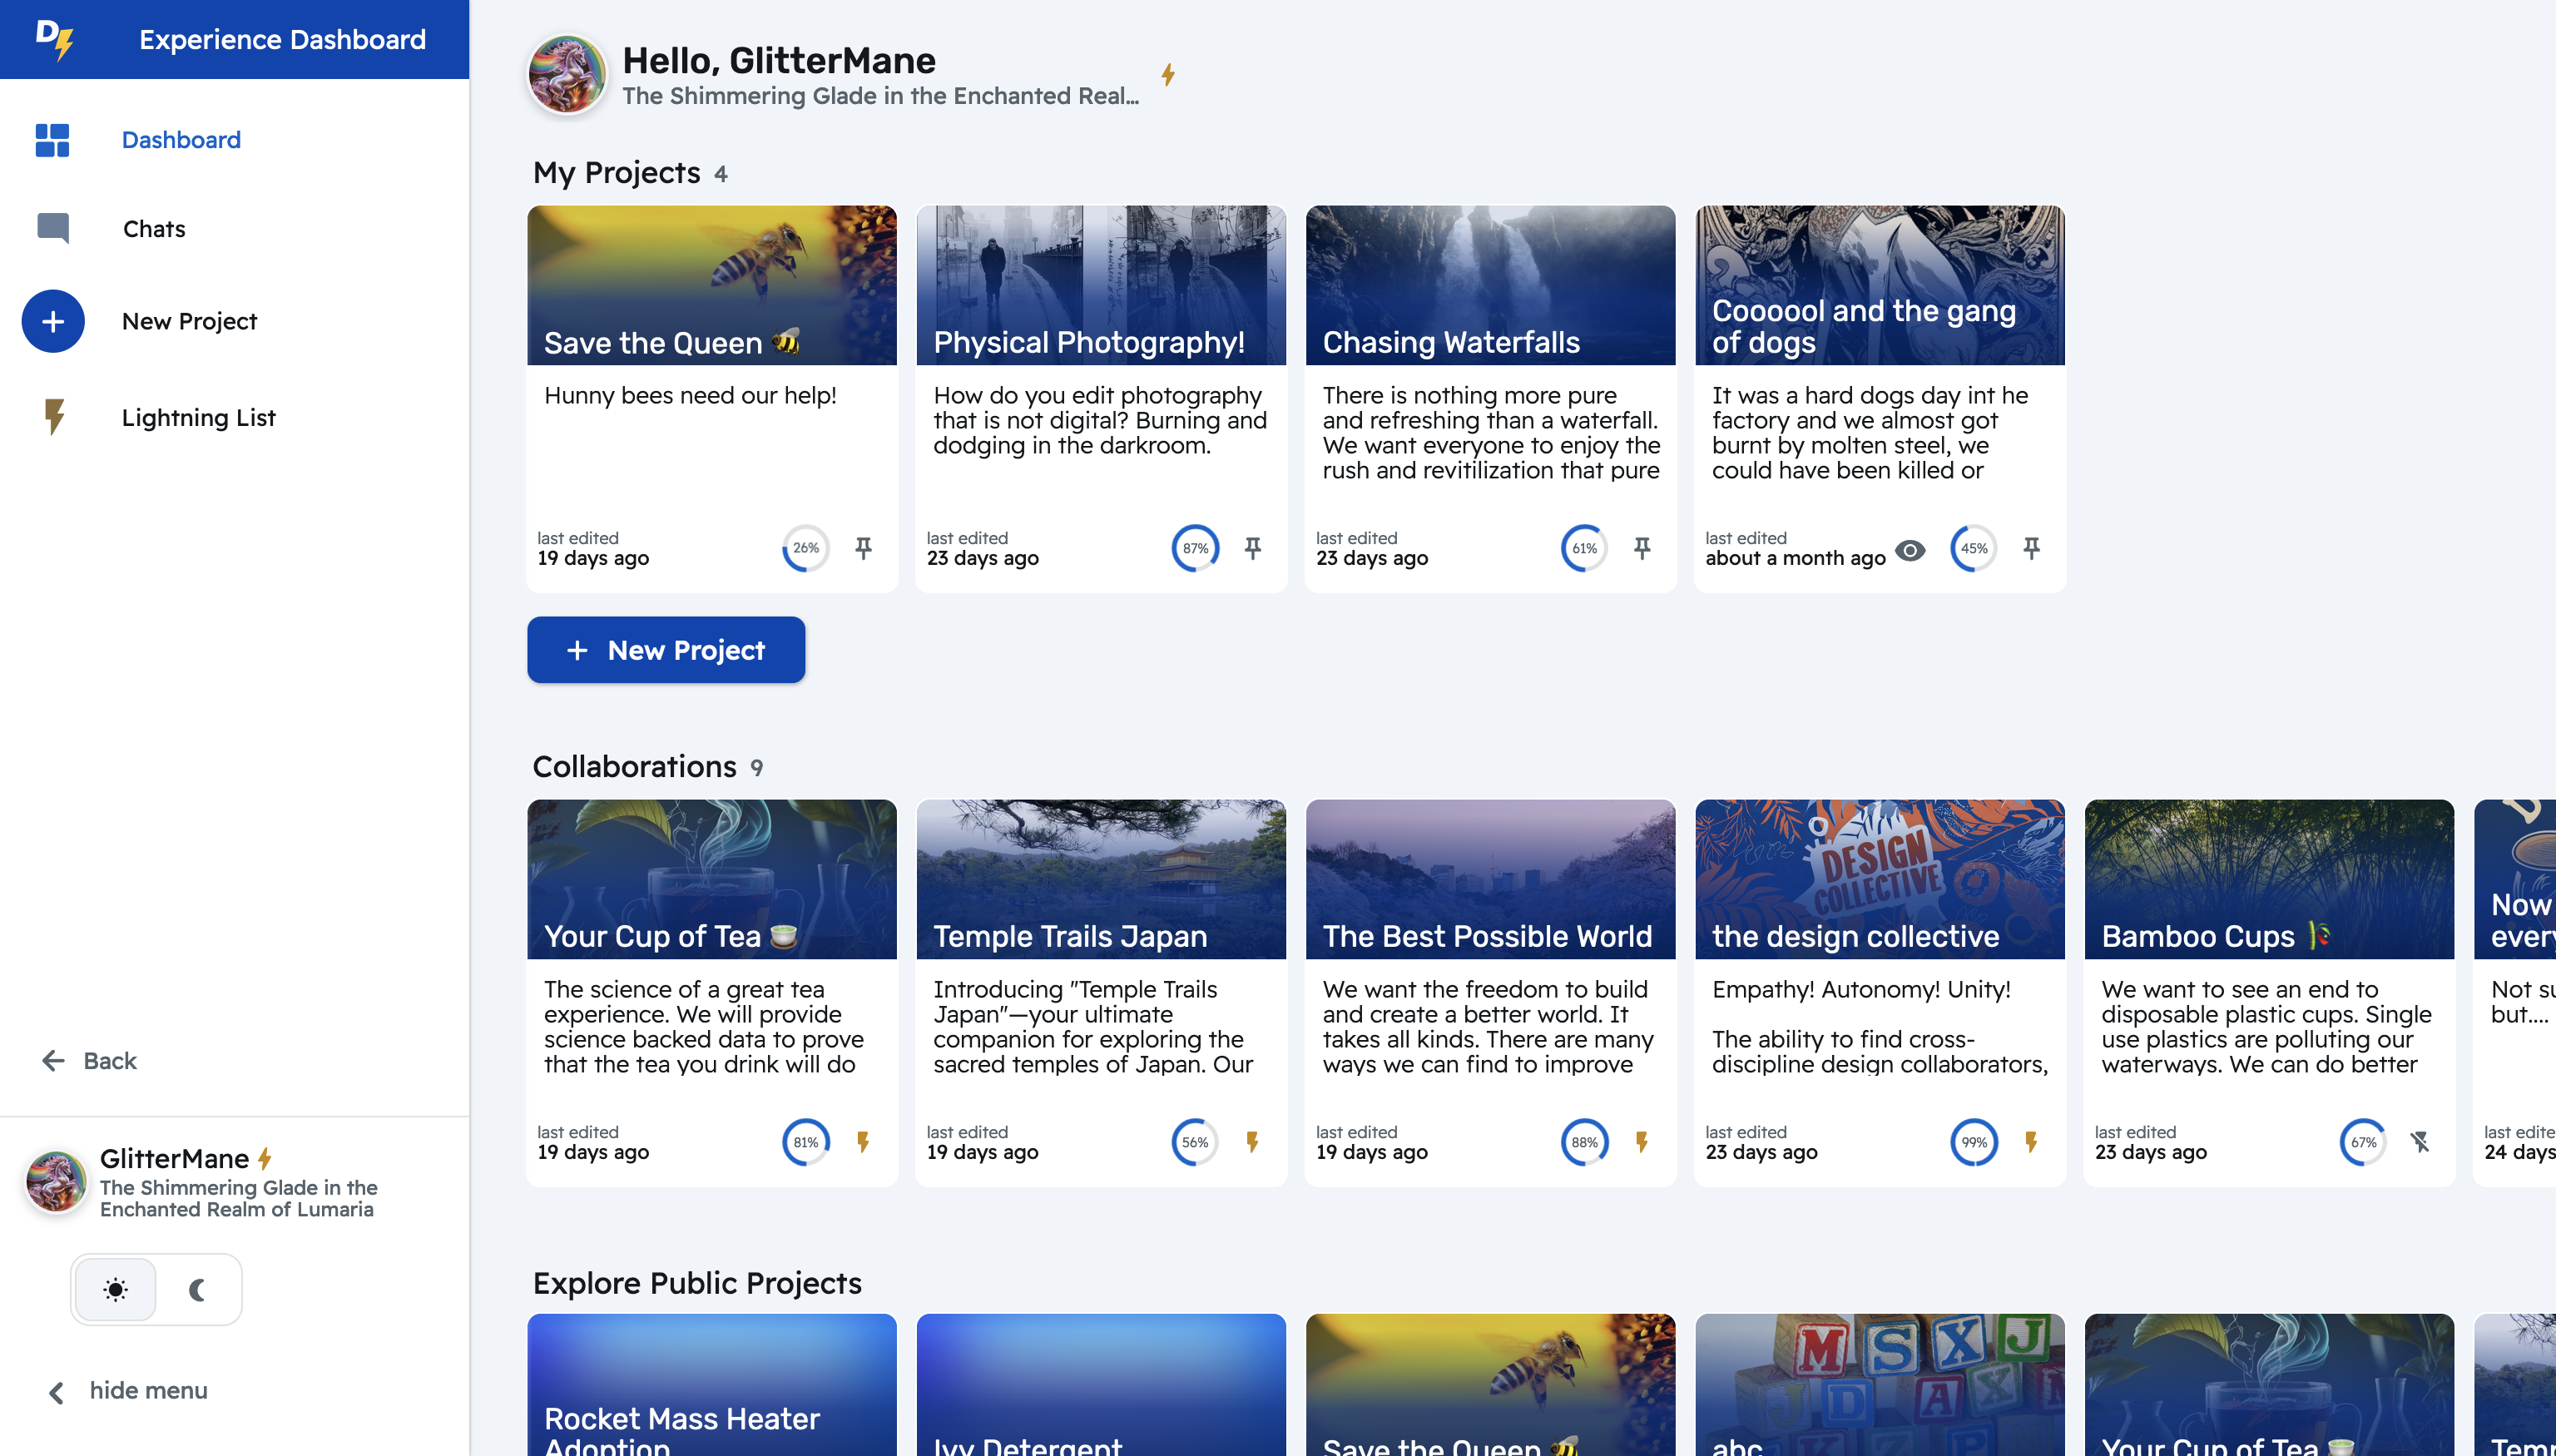 D
Experience Dashboard
Dashboard
Chats
New Project
Lightning List
Back
GlitterMane
The Shimmering Glade in the
Enchanted Realm of Lumaria
hide menu
Hello, GlitterMane
The Shimmering Glade in the Enchanted Real...
My Projects 4
Save the Queen
Hunny bees need our help!
last edited
19 days ago
26%
Physical Photography!
How do you edit photography
that is not digital? Burning and
dodging in the darkroom.
last edited
23 days ago
87%
Chasing Waterfalls
There is nothing more pure
and refreshing than a waterfall.
We want everyone to enjoy the
rush and revitilization that pure
last edited
23 days ago
61%
Coooool and the gang
of dogs
It was a hard dogs day int he
factory and we almost got
burnt by molten steel, we
could have been killed or
last edited
about a month ago
45%
+ New Project
Collaborations 9
Your Cup of Tea
The science of a great tea
experience. We will provide
science backed data to prove
that the tea you drink will do
last edited
19 days ago
81%
Temple Trails Japan
Introducing "Temple Trails
Japan"—your ultimate
companion for exploring the
sacred temples of Japan. Our
last edited
19 days ago
56%
The Best Possible World
We want the freedom to build
and create a better world. It
takes all kinds. There are many
ways we can find to improve
last edited
19 days ago
88%
DESIGN
COLLECTIVE
the design collective
Empathy! Autonomy! Unity!
The ability to find cross-
discipline design collaborators,
last edited
23 days ago
99%
Bamboo Cups
We want to see an end to
disposable plastic cups. Single
use plastics are polluting our
waterways. We can do better
last edited
23 days ago
67%
Now
every
Not su
but....
last edite
24 days
Explore Public Projects
Rocket Mass Heater
Adoption
Ivy Detergent
Save the Queen
M S X J
J D A X
abc
Your Cup of Tea
Temp